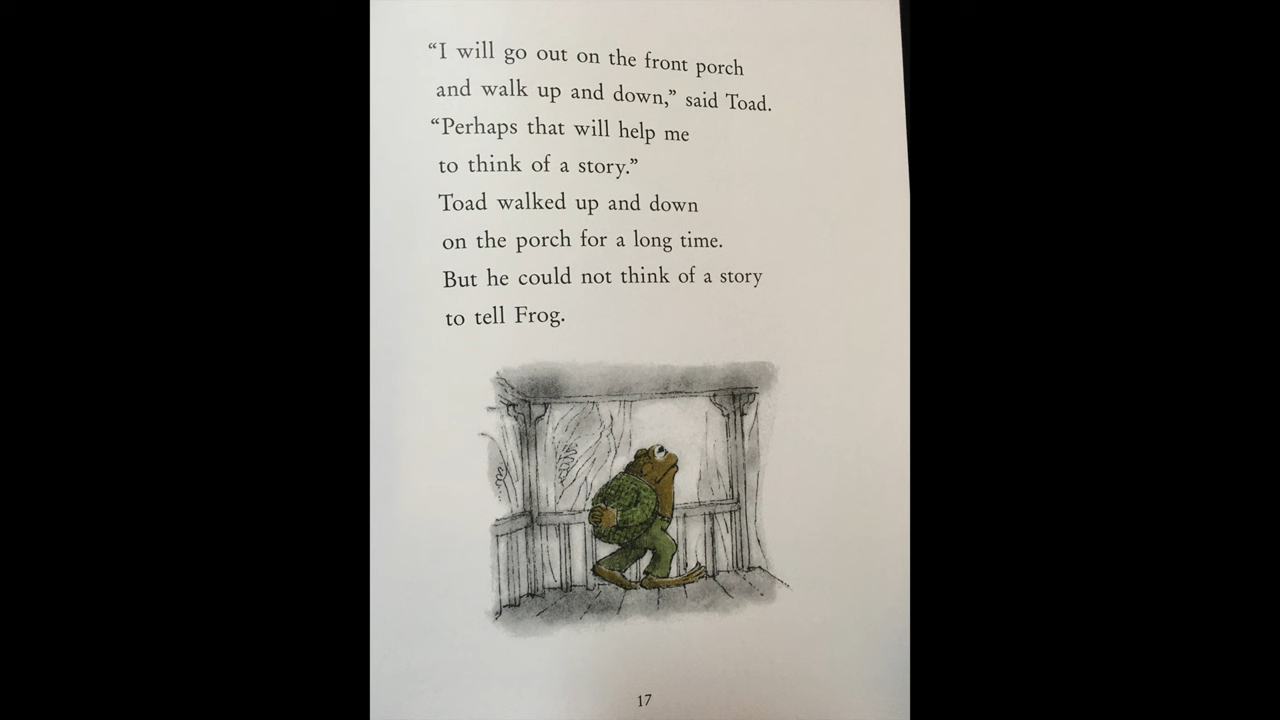 “I will go out on the front porch
and walk up and down,” said Toad.
“Perhaps that will help me
to think of a story.”
Toad walked up and down
on the porch for a long time.
But he could not think of a story
to tell Frog.
17